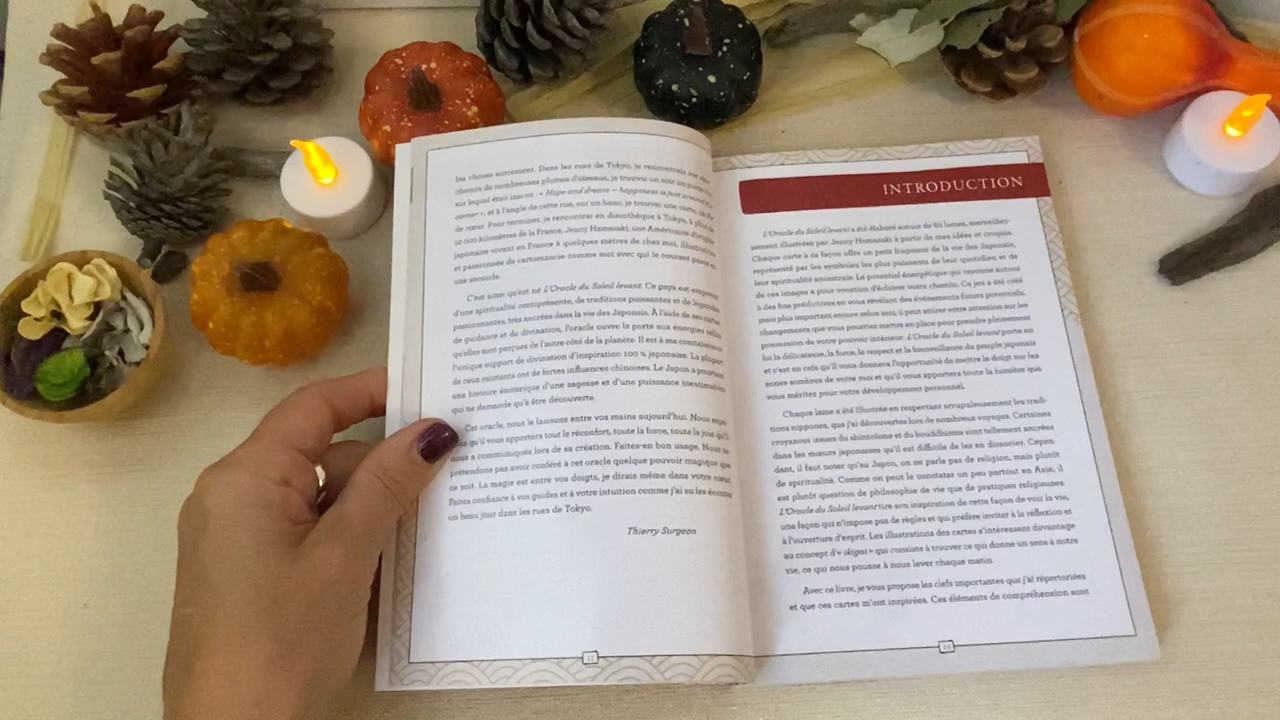 les choses autrement. Dans les rues de Tokyo, je rencontrais sur mon
chemin de nombreuses plumes d'oiseaux, je trouvai un soir un
sur lequel était inscrit : « Hope and dream – happiness is just around the
corner », et à l'angle de cette rue, sur un banc, je trouvai une carte,
de cœur. Pour terminer, je rencontrai en discothèque à Tokyo, à plus de
10 000 kilomètres de la France, Jenny Hamasaki, une Américaine d'origine
japonaise vivant en France à quelques mètres de chez moi, illustratrice
et passionnée de cartomancie comme moi avec qui le courant passa en
une seconde.
C'est ainsi qu'est né L'Oracle du Soleil levant. Ce pays est empreint
d'une spiritualité omniprésente, de traditions puissantes et de légendes
passionnantes, très ancrées dans la vie des Japonais. À l'aide de ses cartes
de guidance et de divination, l'oracle ouvre la porte aux énergies telles
qu'elles sont perçues de l'autre côté de la planète. Il est à ma connaissance
l'unique support de divination d'inspiration 100 % japonaise. La plupart
de ceux existants ont de fortes influences chinoises. Le Japon a pourtant
une histoire ésotérique d'une sagesse et d'une puissance inestimables
qui ne demande qu'à être découverte.
Cet oracle, nous le laissons entre vos mains aujourd'hui. Nous
qu'il vous apportera tout le réconfort, toute la force, toute la joie qu'il
nous a communiqués lors de sa création. Faites-en bon usage. Nous ne
prétendons pas avoir conféré à cet oracle quelque pouvoir magique que
ce soit. La magie est entre vos doigts, je dirais même dans votre cœur.
Faites confiance à vos guides et à votre intuition comme j'ai su les écouter
un beau jour dans les rues de Tokyo.
Thierry Surgeon
12
INTRODUCTION
L'Oracle du Soleil levant a été élaboré autour de 60 lames, merveilleu-
sement illustrées par Jenny Hamasaki à partir de mes idées et croquis.
Chaque carte à sa façon offre un petit fragment de la vie des Japonais,
représenté par les symboles les plus puissants de leur quotidien et de
leur spiritualité ancestrale. Le potentiel énergétique qui rayonne autour
de ces images a pour vocation d'éclairer votre chemin. Ce jeu a été créé
à des fins prédictives en vous révélant des événements futurs potentiels,
mais plus important encore selon moi, il peut attirer votre attention sur les
changements que vous pourriez mettre en place pour prendre pleinement
possession de votre pouvoir intérieur. L'Oracle du Soleil levant porte en
lui la délicatesse, la force, le respect et la bienveillance du peuple japonais
et c'est en cela qu'il vous donnera l'opportunité de mettre le doigt sur les
zones sombres de votre moi et qu'il vous apportera toute la lumière que
vous méritez pour votre développement personnel.
Chaque lame a été illustrée en respectant scrupuleusement les tradi-
tions nippones, que j'ai découvertes lors de nombreux voyages. Certaines
croyances issues du shintoïsme et du bouddhisme sont tellement ancrées
dans les mœurs japonaises qu'il est difficile de les en dissocier. Cepen-
dant, il faut noter qu'au Japon, on ne parle pas de religion, mais plutôt
de spiritualité. Comme on peut le constater un peu partout en Asie, il
est plutôt question de philosophie de vie que de pratiques religieuses.
L'Oracle du Soleil levant tire son inspiration de cette façon de voir la vie,
une façon qui n'impose pas de règles et qui préfère inviter à la réflexion et
à l'ouverture d'esprit. Les illustrations des cartes s'intéressent davantage
au concept d'« ikigai » qui consiste à trouver ce qui donne un sens à notre
vie, ce qui nous pousse à nous lever chaque matin.
Avec ce livre, je vous propose les clefs importantes que j'ai répertoriées
et que ces cartes m'ont inspirées. Ces éléments de compréhension sont
13